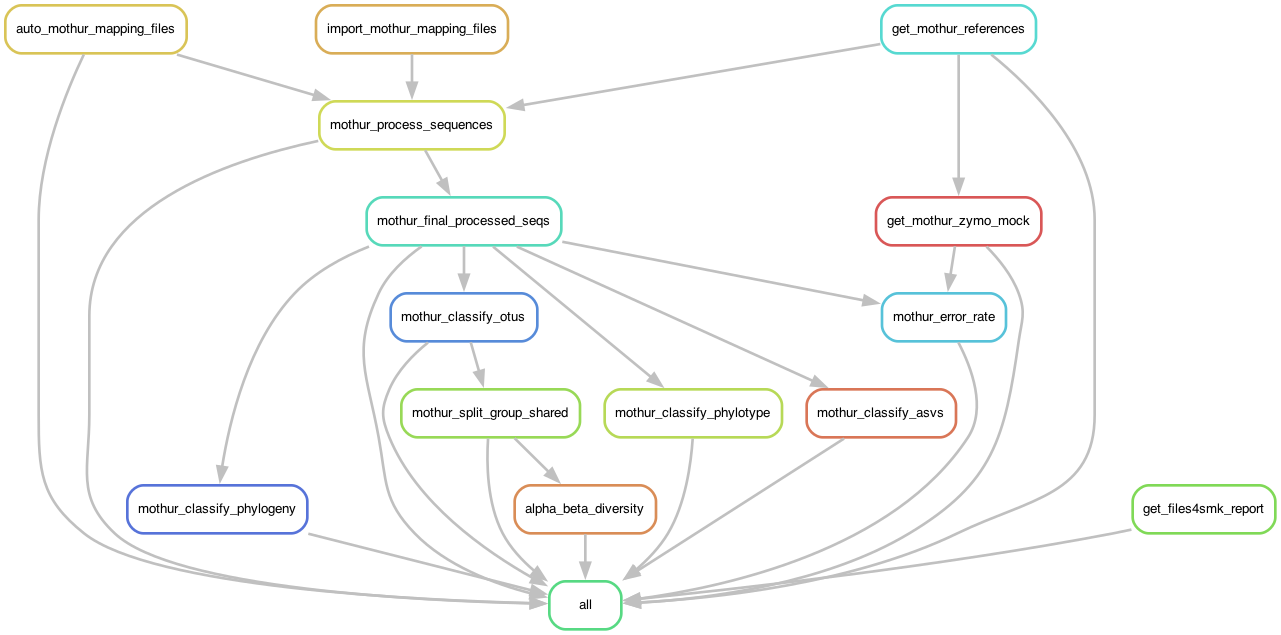 auto_mothur_mapping_files
import_mothur_mapping_files
get_mothur_references
mothur_process_sequences
mothur_final_processed_seqs
get_mothur_zymo_mock
mothur_classify_otus
mothur_error_rate
mothur_split_group_shared
mothur_classify_phylotype
mothur_classify_asvs
mothur_classify_phylogeny
alpha_beta_diversity
get_files4smk_report
all